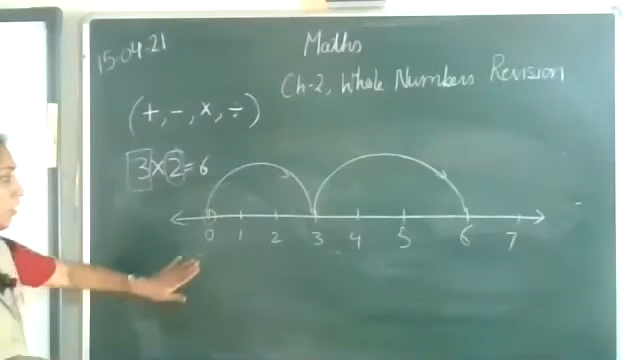 15.04.21
Maths
Ch-2, Whole Numbers Revision
(+, -, ×, ÷)
3×2=6
0 1 2 3 4 5 6 7